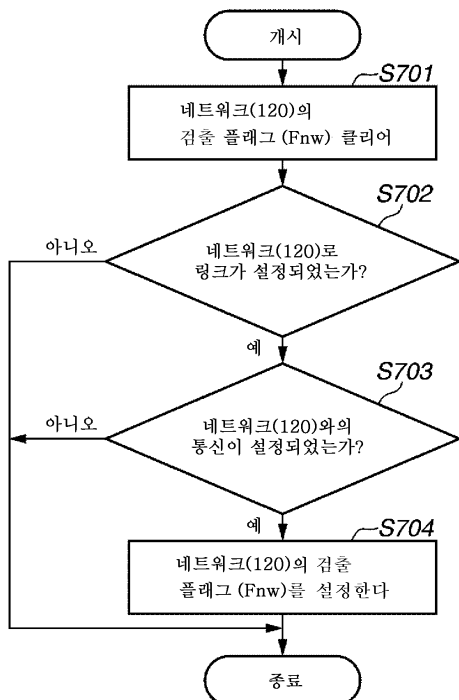 개시
S701
네트워크(120)의
검출 플래그(Fnw) 클리어
S702
아니오
네트워크(120)로
링크가 설정되었는가?
예
S703
아니오
네트워크(120)와의
통신이 설정되었는가?
예
S704
네트워크(120)의 검출
플래그(Fnw)를 설정한다
종료